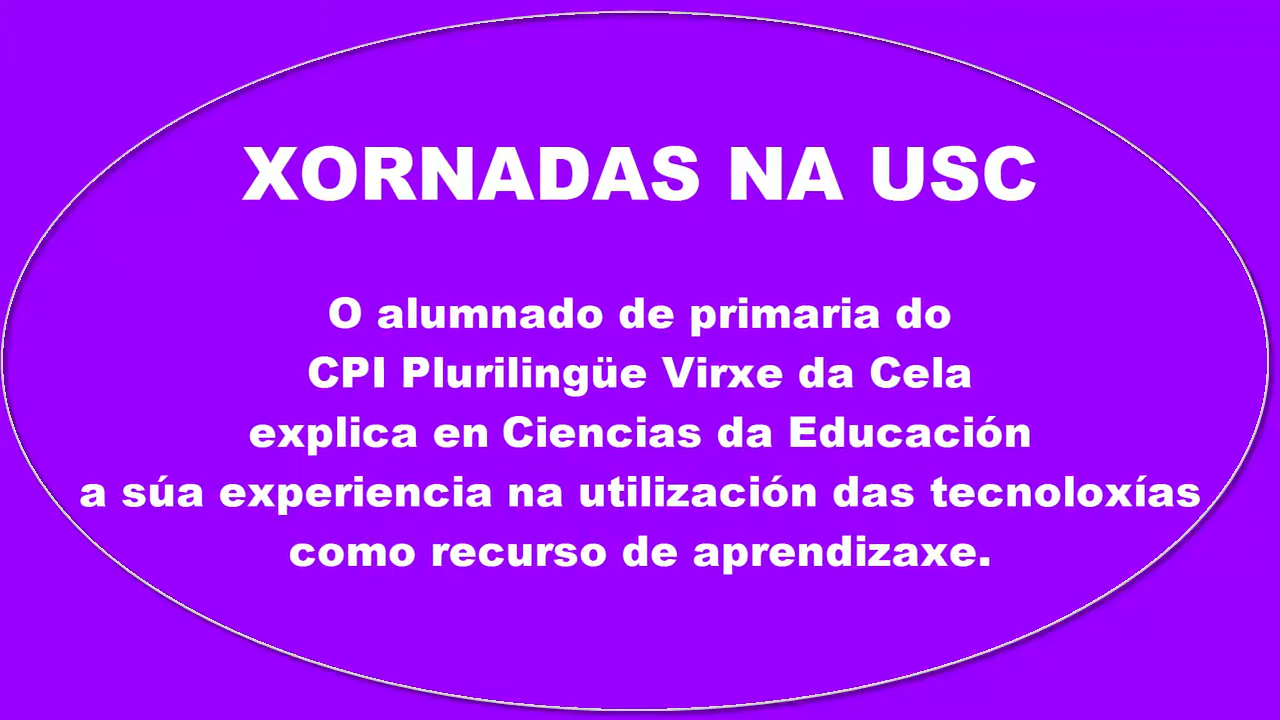 XORNADAS NA USC
O alumnado de primaria do
CPI Plurilingüe Virxe da Cela
explica en Ciencias da Educación
a súa experiencia na utilización das tecnoloxías
como recurso de aprendizaxe.